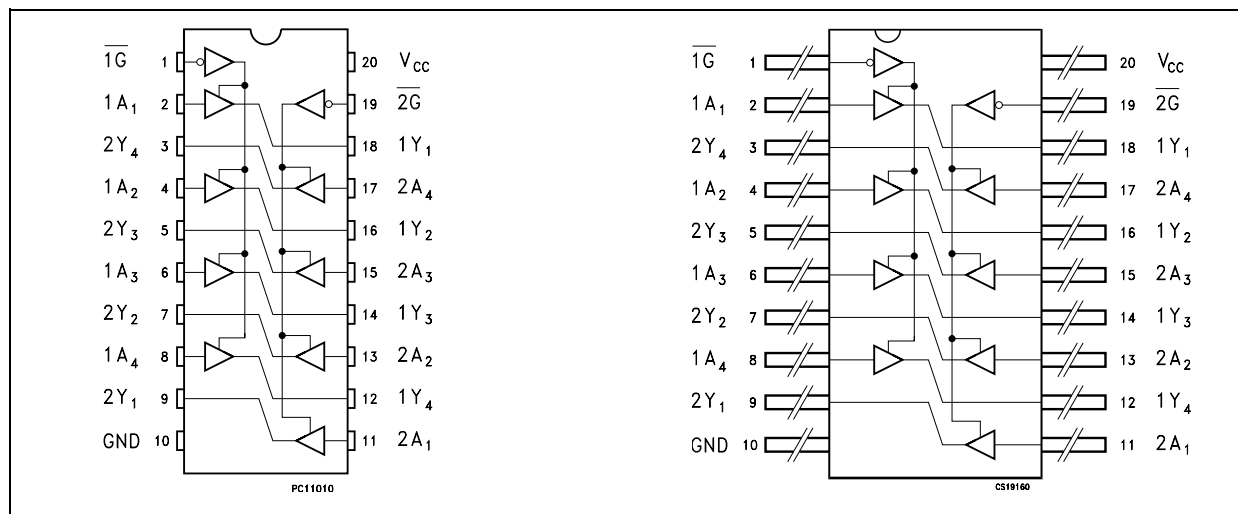 1G̅ 1 20 V_CC
1A₁ 2 19 2G̅
2Y₄ 3 18 1Y₁
1A₂ 4 17 2A₄
2Y₃ 5 16 1Y₂
1A₃ 6 15 2A₃
2Y₂ 7 14 1Y₃
1A₄ 8 13 2A₂
2Y₁ 9 12 1Y₄
GND 10 11 2A₁
PC11010
1G̅ 1 20 V_CC
1A₁ 2 19 2G̅
2Y₄ 3 18 1Y₁
1A₂ 4 17 2A₄
2Y₃ 5 16 1Y₂
1A₃ 6 15 2A₃
2Y₂ 7 14 1Y₃
1A₄ 8 13 2A₂
2Y₁ 9 12 1Y₄
GND 10 11 2A₁
CS19160